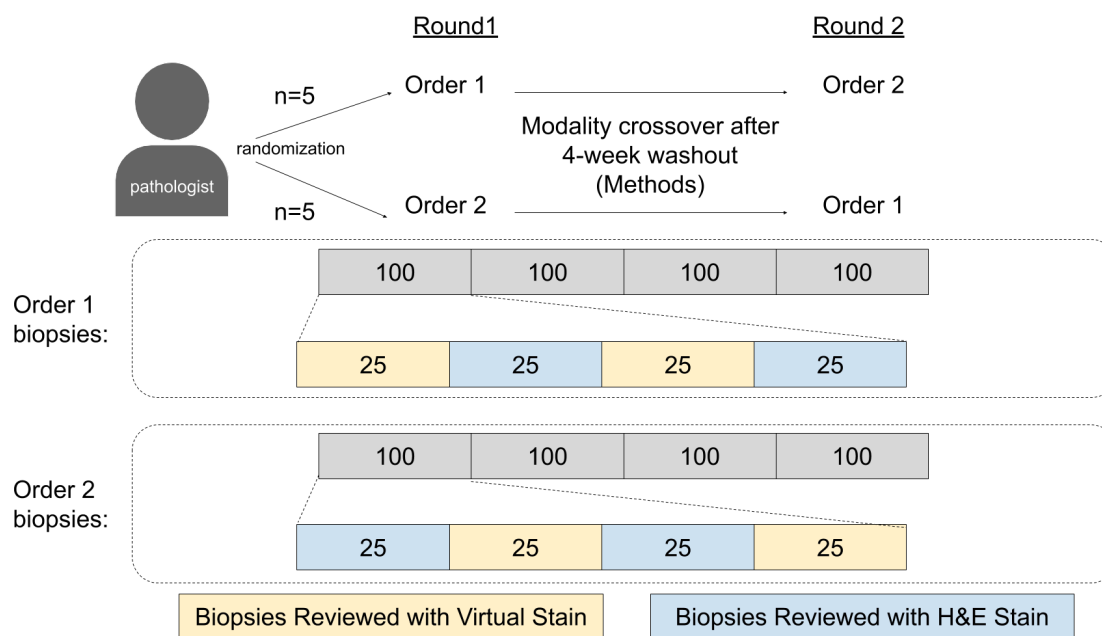 Round1
Round 2
n=5
Order 1
Order 2
randomization
Modality crossover after
4-week washout
(Methods)
pathologist
n=5
Order 2
Order 1
Order 1
biopsies:
100 100 100 100
25 25 25 25
Order 2
biopsies:
100 100 100 100
25 25 25 25
Biopsies Reviewed with Virtual Stain
Biopsies Reviewed with H&E Stain